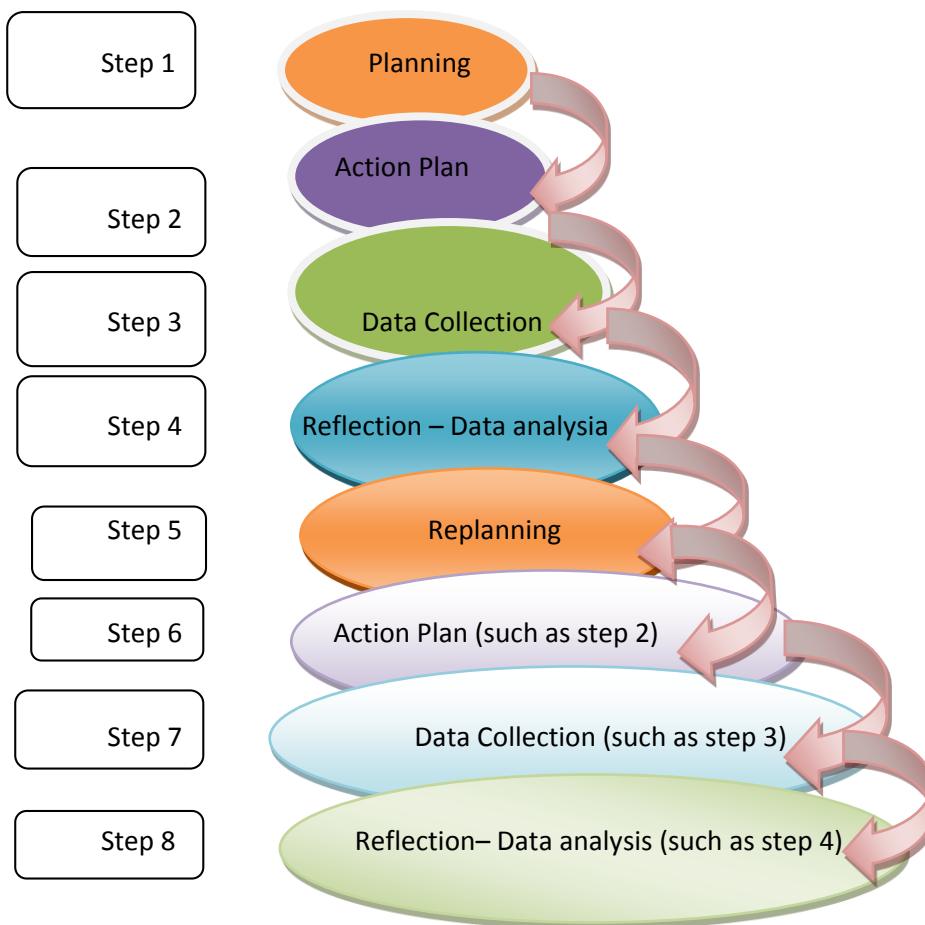 Step 1
Planning
Action Plan
Step 2
Data Collection
Step 3
Reflection – Data analysia
Step 4
Replanning
Step 5
Action Plan (such as step 2)
Step 6
Data Collection (such as step 3)
Step 7
Reflection– Data analysis (such as step 4)
Step 8